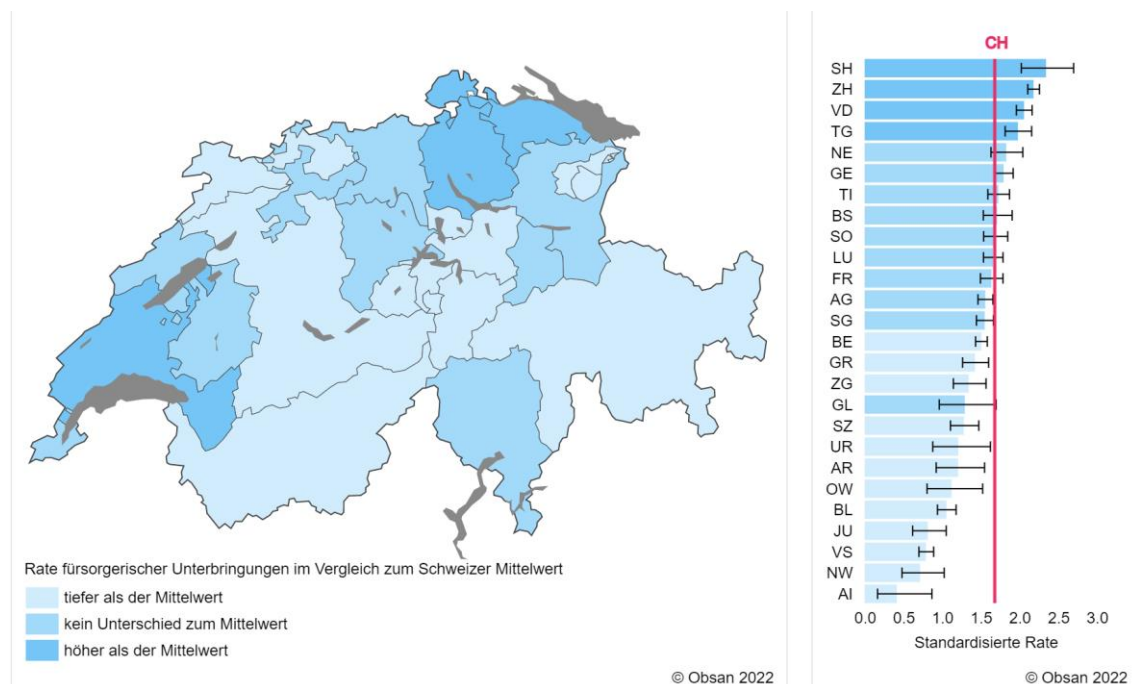 Rate fürsorgerischer Unterbringungen im Vergleich zum Schweizer Mittelwert
tiefer als der Mittelwert
kein Unterschied zum Mittelwert
höher als der Mittelwert
© Obsan 2022
CH
SH
ZH
VD
TG
NE
GE
TI
BS
SO
LU
FR
AG
SG
BE
GR
ZG
GL
SZ
UR
AR
OW
BL
JU
VS
NW
AI
0.0 0.5 1.0 1.5 2.0 2.5 3.0
Standardisierte Rate
© Obsan 2022